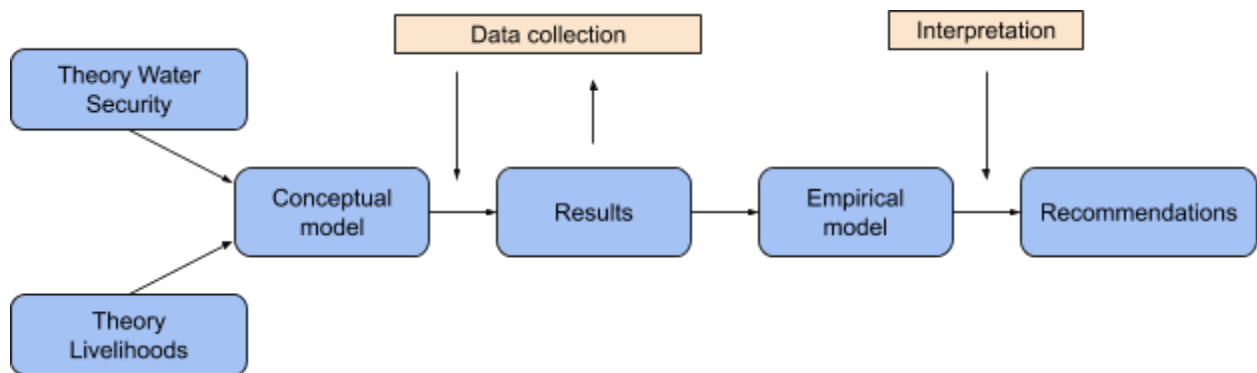 Data collection
Interpretation
Theory Water
Security
Conceptual
model
Results
Empirical
model
Recommendations
Theory
Livelihoods